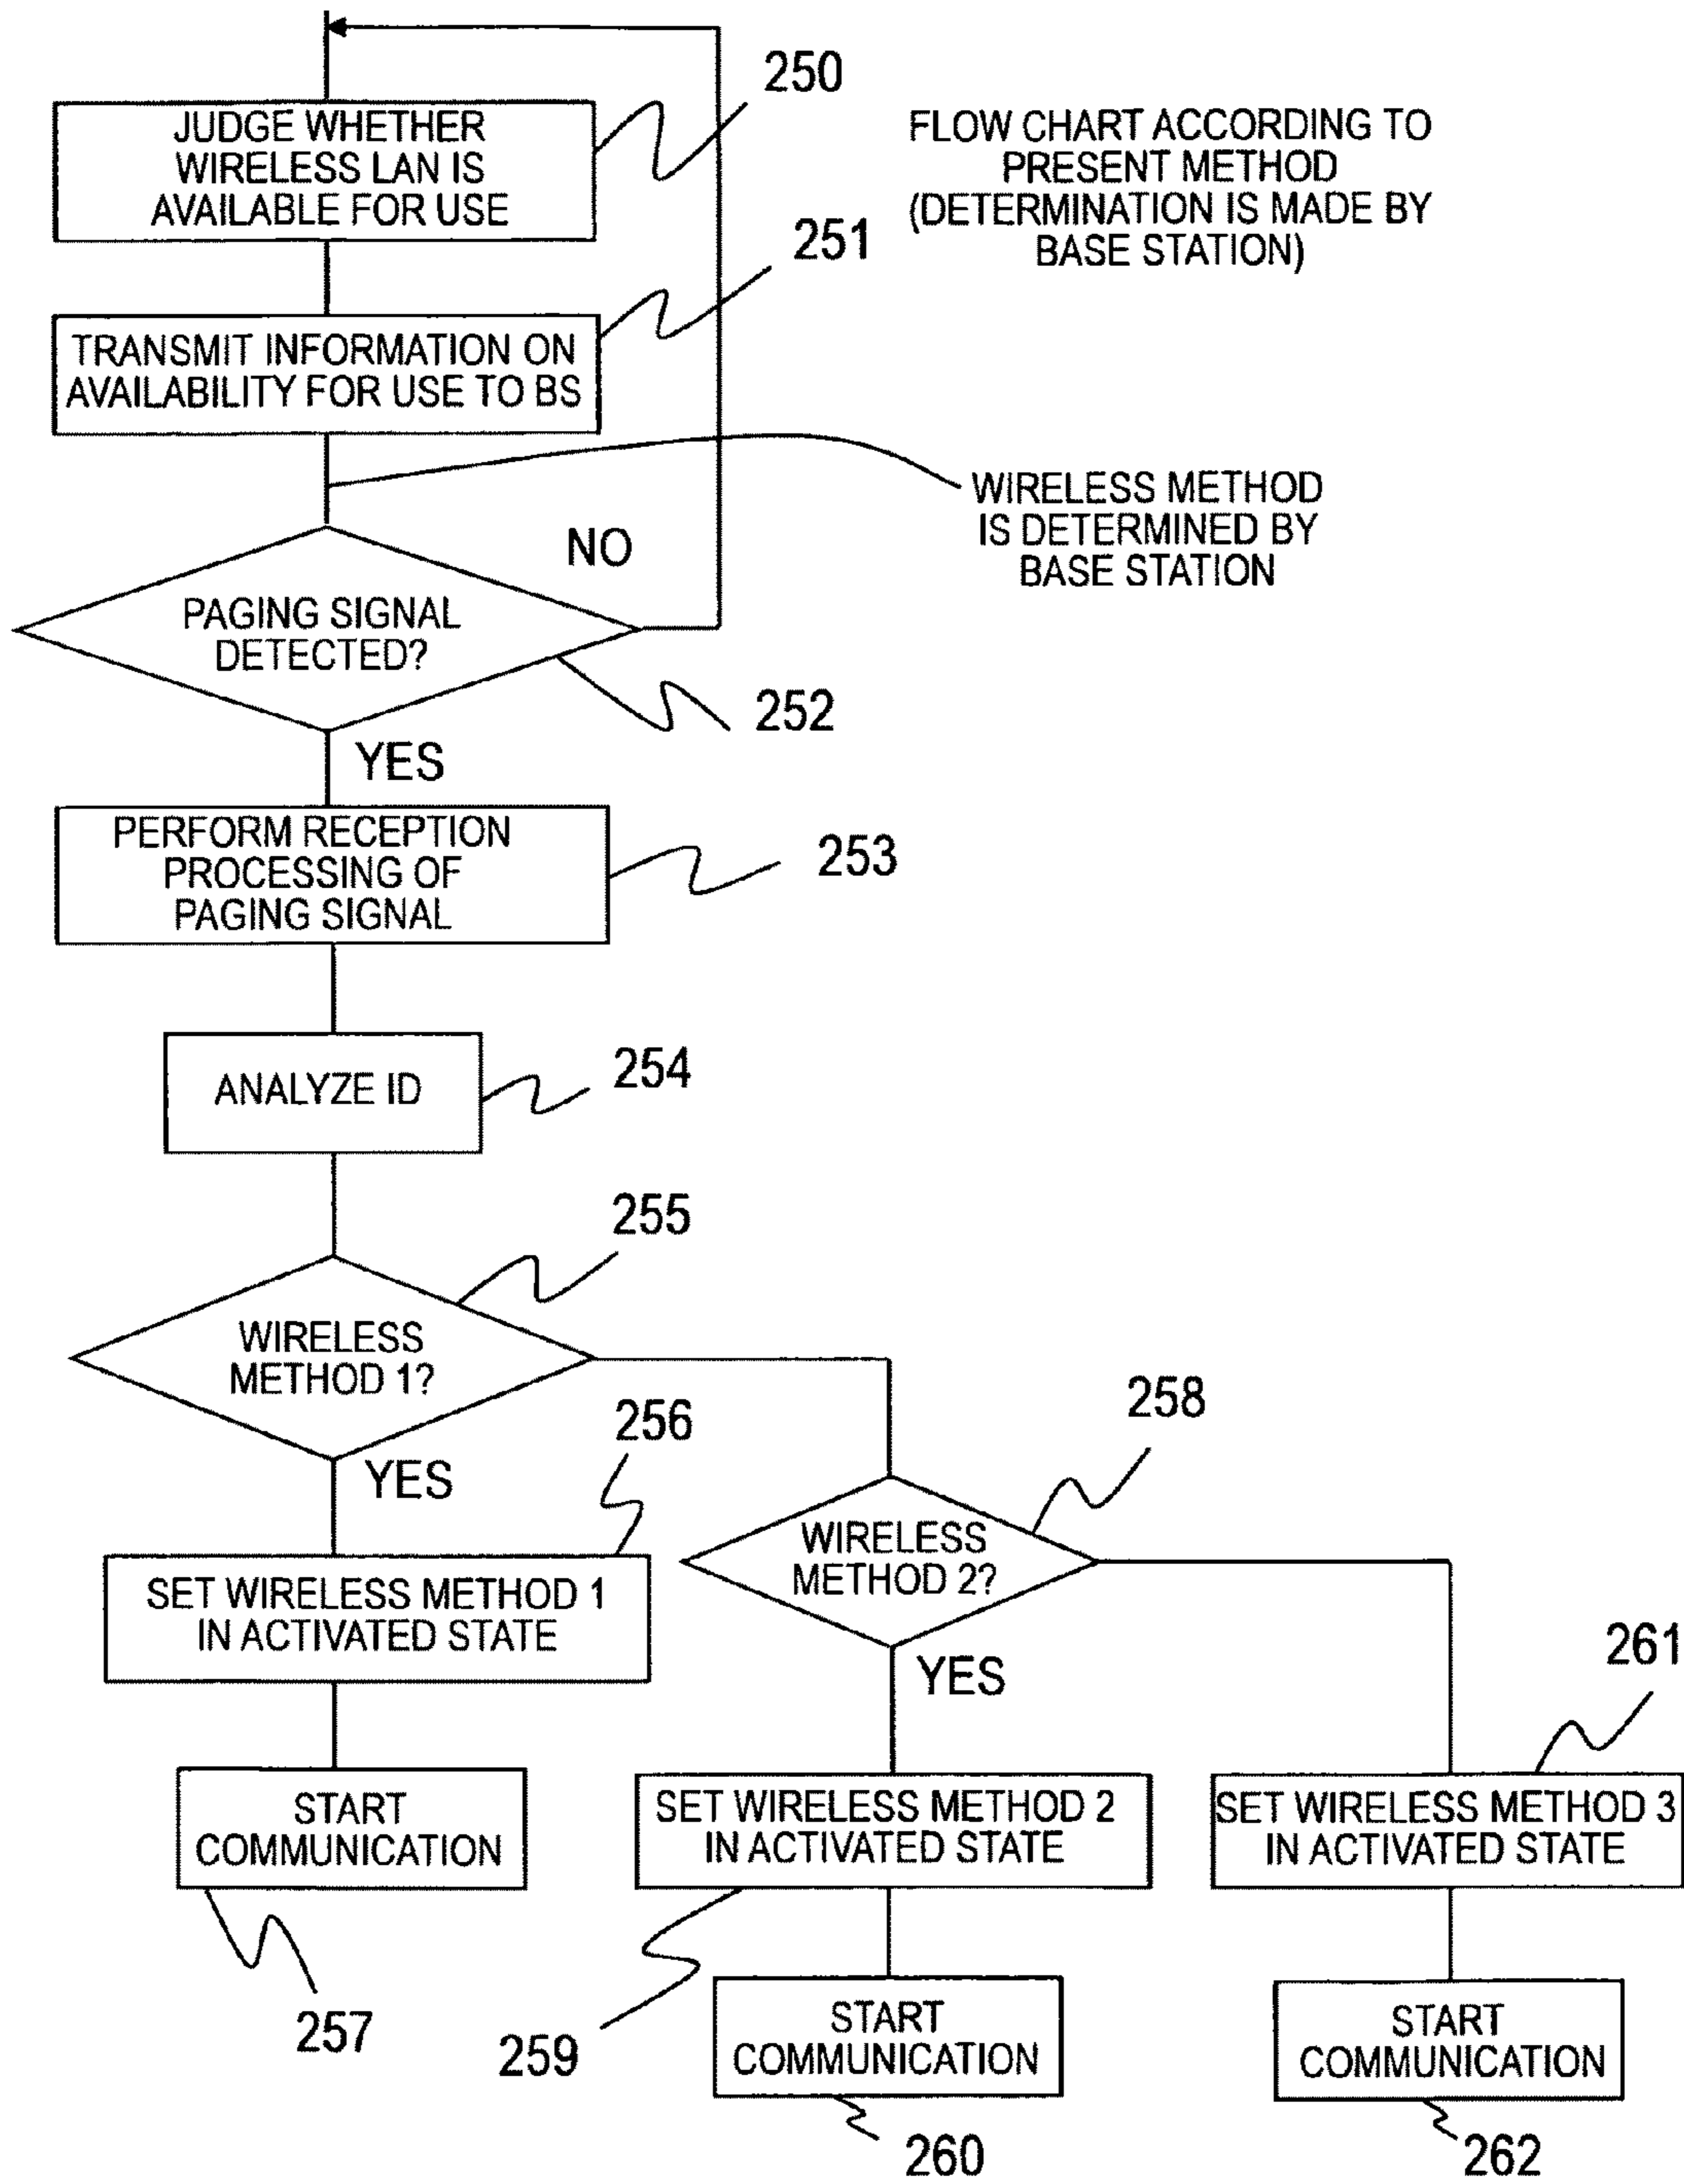 250
JUDGE WHETHER
WIRELESS LAN IS
AVAILABLE FOR USE
FLOW CHART ACCORDING TO
PRESENT METHOD
(DETERMINATION IS MADE BY
BASE STATION)
251
TRANSMIT INFORMATION ON
AVAILABILITY FOR USE TO BS
WIRELESS METHOD
IS DETERMINED BY
BASE STATION
NO
PAGING SIGNAL
DETECTED?
252
YES
PERFORM RECEPTION
PROCESSING OF
PAGING SIGNAL
253
ANALYZE ID
254
255
WIRELESS
METHOD 1?
YES
256
258
WIRELESS
METHOD 2?
SET WIRELESS METHOD 1
IN ACTIVATED STATE
YES
261
START
COMMUNICATION
SET WIRELESS METHOD 2
IN ACTIVATED STATE
SET WIRELESS METHOD 3
IN ACTIVATED STATE
257
259
START
COMMUNICATION
START
COMMUNICATION
260
262